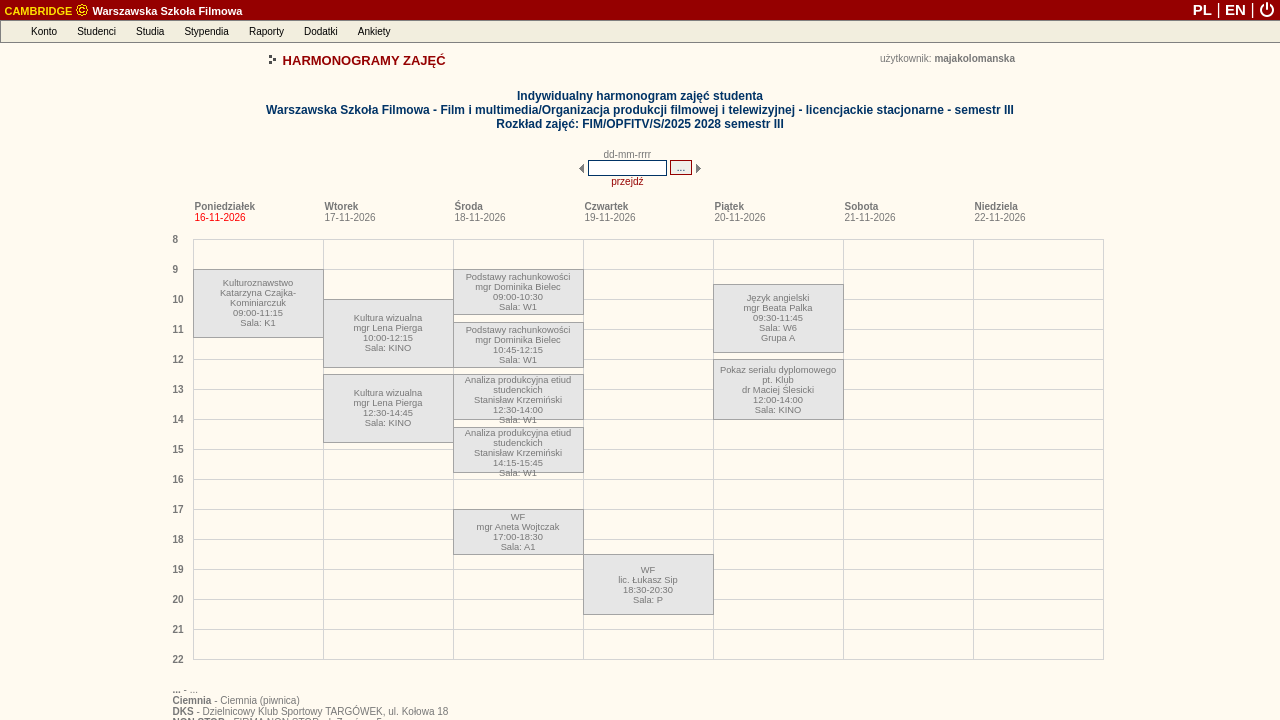 CAMBRIDGE Warszawska Szkoła Filmowa
PL | EN |
Konto Studenci Studia Stypendia Raporty Dodatki Ankiety
HARMONOGRAMY ZAJĘĆ
użytkownik: majakolomanska
Indywidualny harmonogram zajęć studenta
Warszawska Szkoła Filmowa - Film i multimedia/Organizacja produkcji filmowej i telewizyjnej - licencjackie stacjonarne - semestr III
Rozkład zajęć: FIM/OPFITV/S/2025 2028 semestr III
dd-mm-rrrr
...
przejdź
Poniedziałek Wtorek Środa Czwartek Piątek Sobota Niedziela
16-11-2026 17-11-2026 18-11-2026 19-11-2026 20-11-2026 21-11-2026 22-11-2026
8
9
10
11
12
13
14
15
16
17
18
19
20
21
22
Kulturoznawstwo
Katarzyna Czajka-
Kominiarczuk
09:00-11:15
Sala: K1
Kultura wizualna
mgr Lena Pierga
10:00-12:15
Sala: KINO
Kultura wizualna
mgr Lena Pierga
12:30-14:45
Sala: KINO
Podstawy rachunkowości
mgr Dominika Bielec
09:00-10:30
Sala: W1
Podstawy rachunkowości
mgr Dominika Bielec
10:45-12:15
Sala: W1
Analiza produkcyjna etiud
studenckich
Stanisław Krzemiński
12:30-14:00
Sala: W1
Analiza produkcyjna etiud
studenckich
Stanisław Krzemiński
14:15-15:45
Sala: W1
WF
mgr Aneta Wojtczak
17:00-18:30
Sala: A1
WF
lic. Łukasz Sip
18:30-20:30
Sala: P
Język angielski
mgr Beata Palka
09:30-11:45
Sala: W6
Grupa A
Pokaz serialu dyplomowego
pt. Klub
dr Maciej Ślesicki
12:00-14:00
Sala: KINO
... - ...
Ciemnia - Ciemnia (piwnica)
DKS - Dzielnicowy Klub Sportowy TARGÓWEK, ul. Kołowa 18